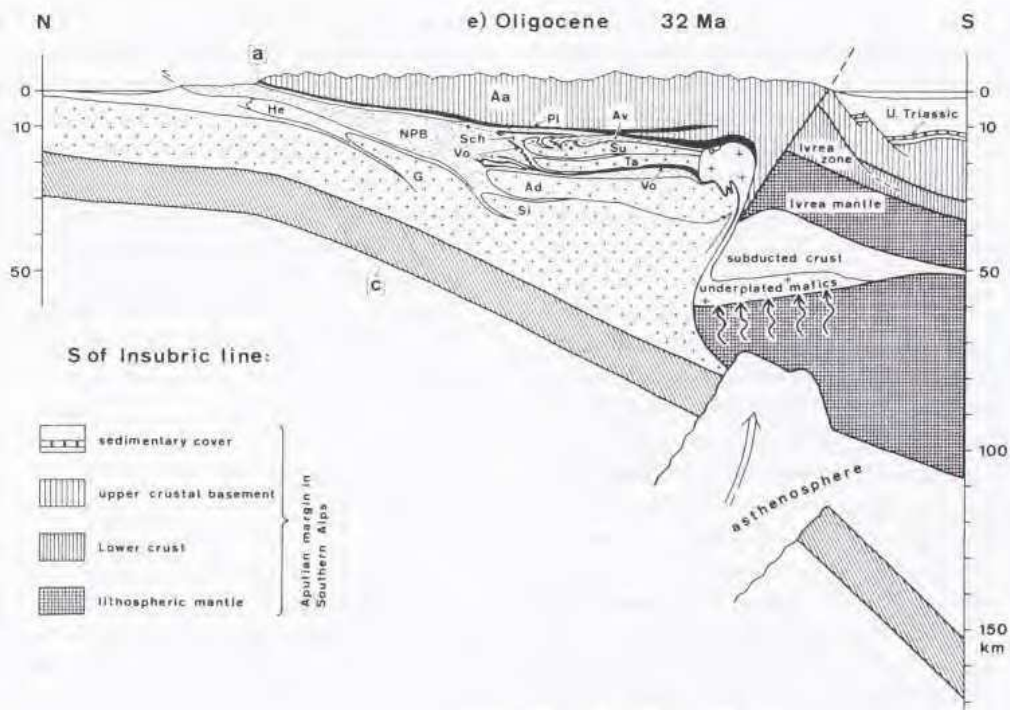 N
e) Oligocene 32 Ma
S
a
0
10
50
He
G
NPB
Sch
Vo
Aa
Pl
Av
Su
Ta
Vo
Ad
Si
c
U. Triassic
Ivrea
zone
Ivrea mantle
subducted crust
underplated mafics
asthenosphere
0
10
50
100
150
km
S of Insubric line:
sedimentary cover
upper crustal basement
Lower crust
lithospheric mantle
Apulian margin in
Southern Alps